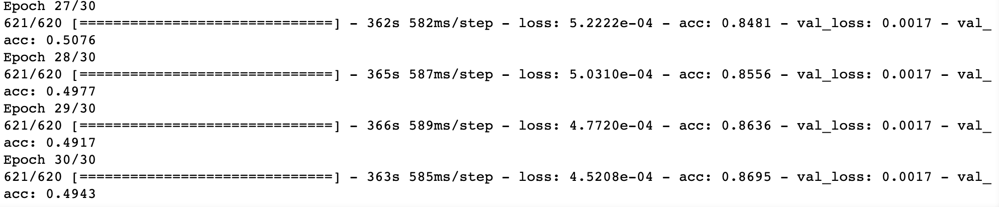 Epoch 27/30
621/620 [==============================] - 362s 582ms/step - loss: 5.2222e-04 - acc: 0.8481 - val_loss: 0.0017 - val_
acc: 0.5076
Epoch 28/30
621/620 [==============================] - 365s 587ms/step - loss: 5.0310e-04 - acc: 0.8556 - val_loss: 0.0017 - val_
acc: 0.4977
Epoch 29/30
621/620 [==============================] - 366s 589ms/step - loss: 4.7720e-04 - acc: 0.8636 - val_loss: 0.0017 - val_
acc: 0.4917
Epoch 30/30
621/620 [==============================] - 363s 585ms/step - loss: 4.5208e-04 - acc: 0.8695 - val_loss: 0.0017 - val_
acc: 0.4943